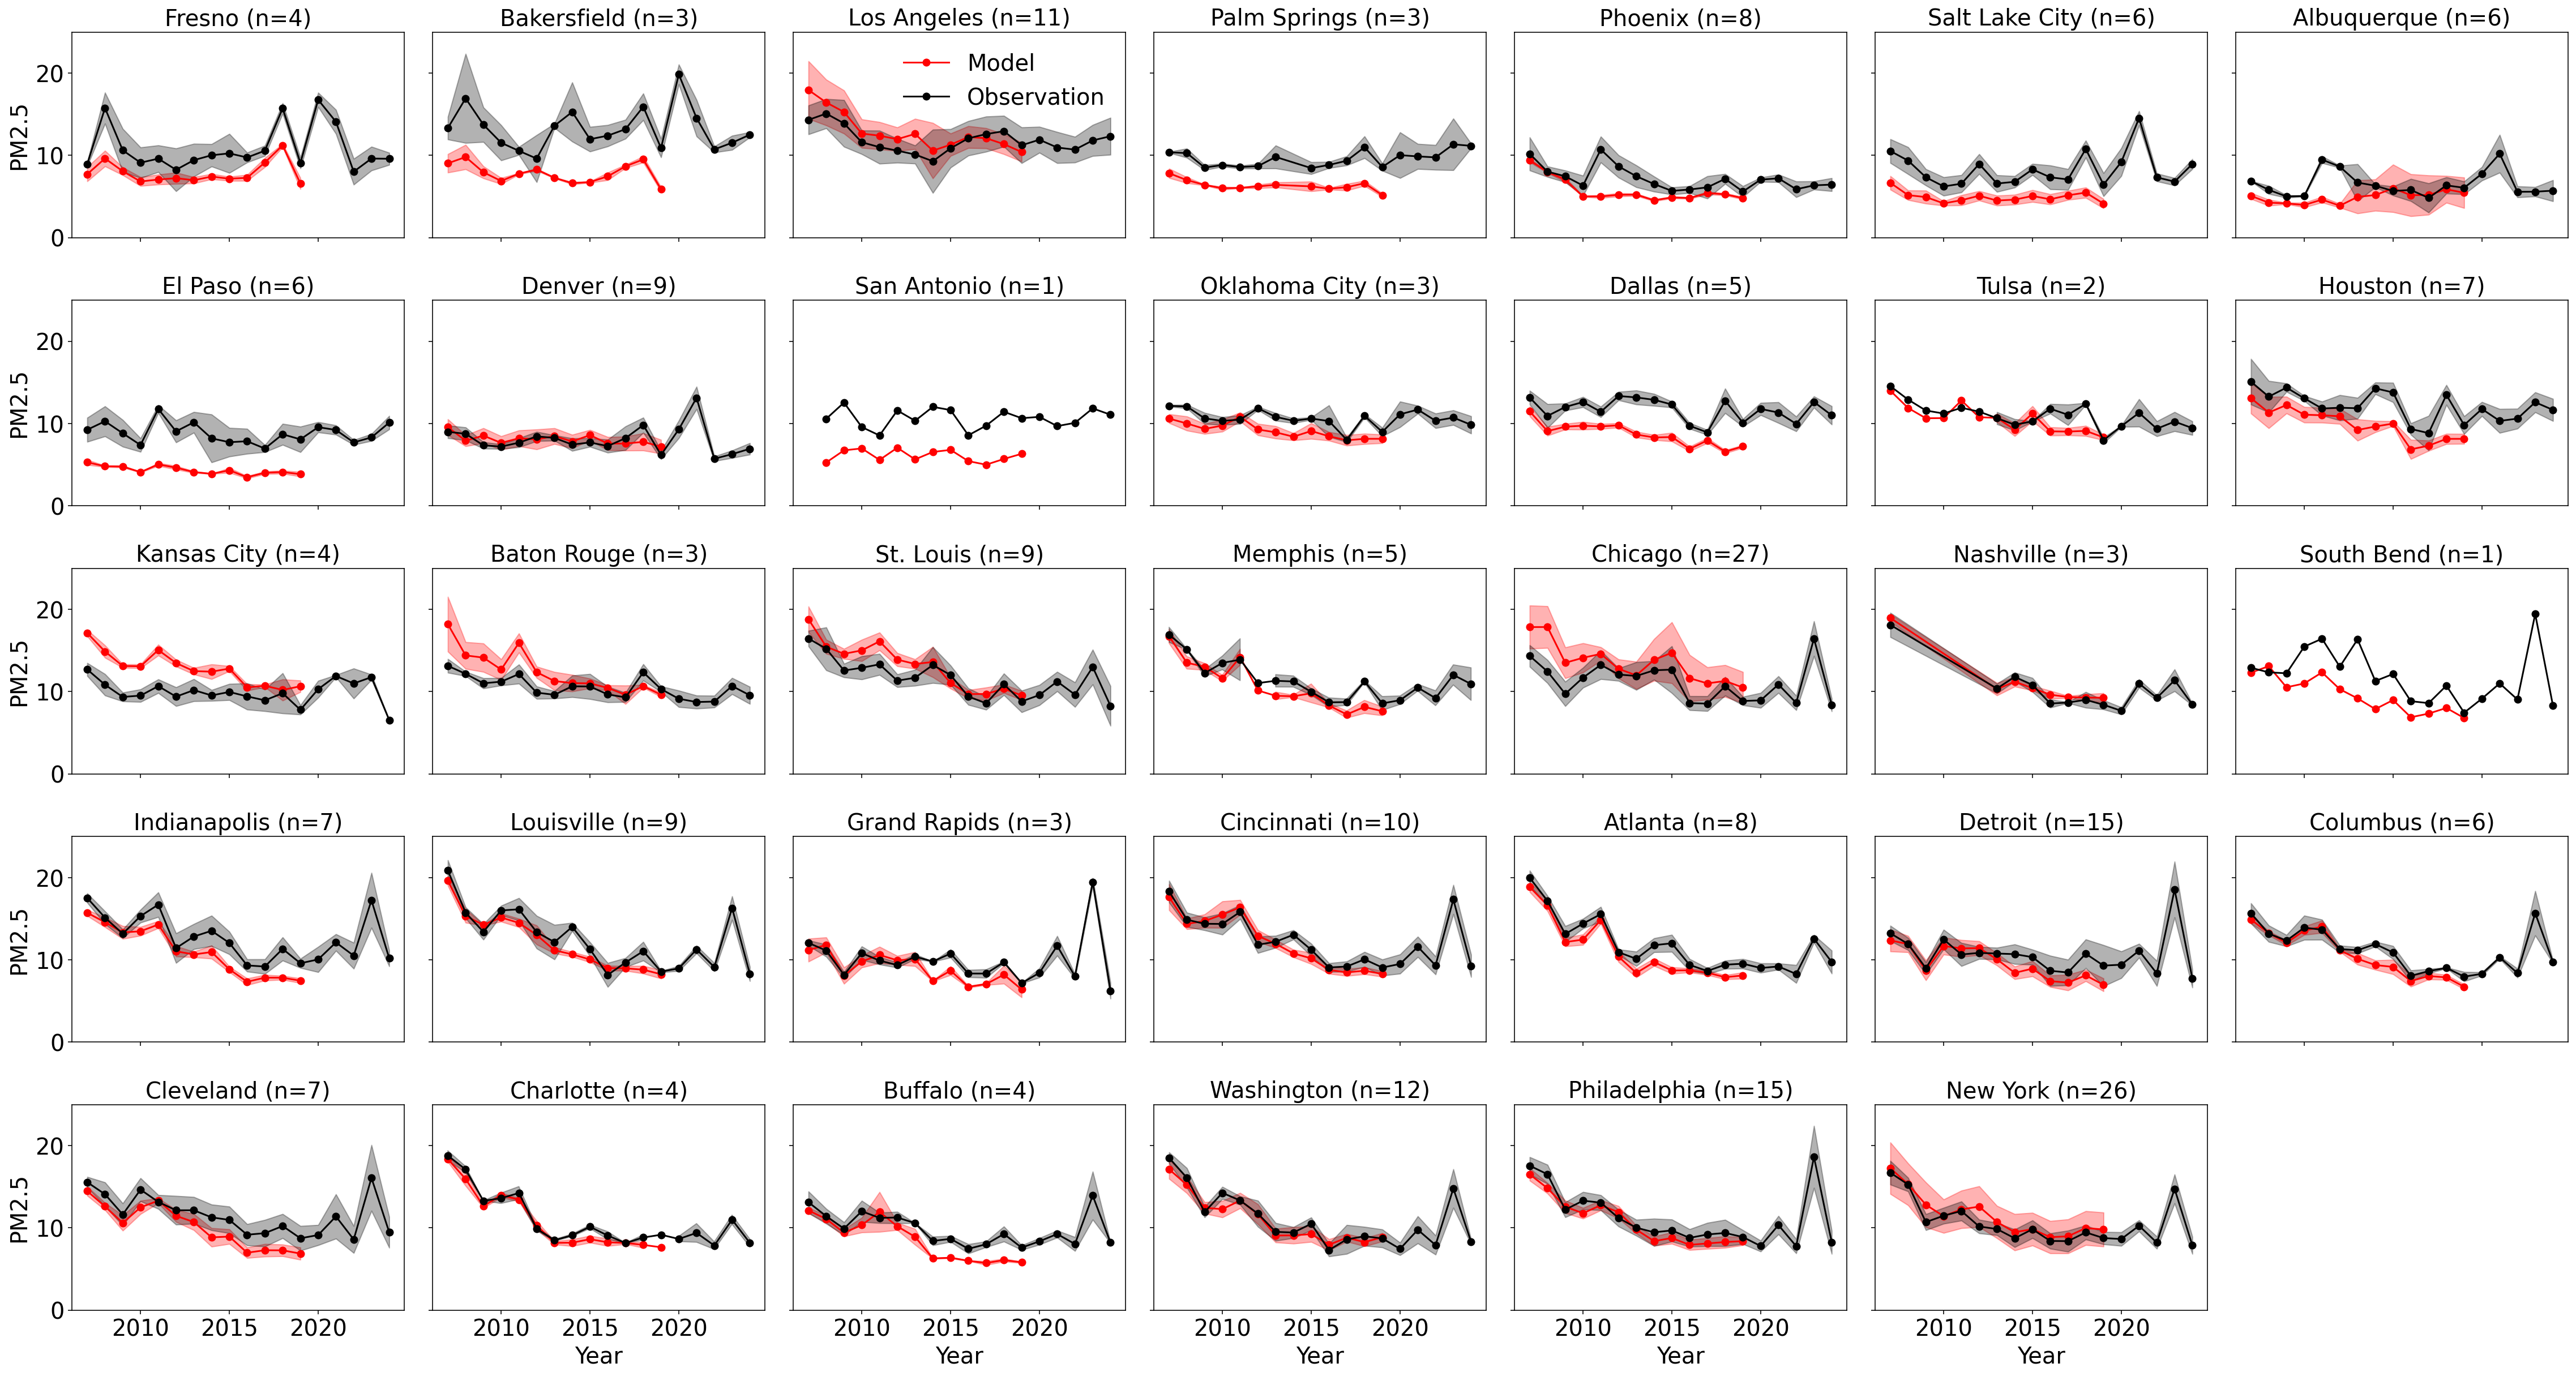 Fresno (n=4) Bakersfield (n=3) Los Angeles (n=11) Palm Springs (n=3) Phoenix (n=8) Salt Lake City (n=6) Albuquerque (n=6)
PM2.5
20
10
0
Model
Observation
El Paso (n=6) Denver (n=9) San Antonio (n=1) Oklahoma City (n=3) Dallas (n=5) Tulsa (n=2) Houston (n=7)
PM2.5
20
10
0
Kansas City (n=4) Baton Rouge (n=3) St. Louis (n=9) Memphis (n=5) Chicago (n=27) Nashville (n=3) South Bend (n=1)
PM2.5
20
10
0
Indianapolis (n=7) Louisville (n=9) Grand Rapids (n=3) Cincinnati (n=10) Atlanta (n=8) Detroit (n=15) Columbus (n=6)
PM2.5
20
10
0
Cleveland (n=7) Charlotte (n=4) Buffalo (n=4) Washington (n=12) Philadelphia (n=15) New York (n=26)
PM2.5
20
10
0
2010 2015 2020 2010 2015 2020 2010 2015 2020 2010 2015 2020 2010 2015 2020 2010 2015 2020
Year Year Year Year Year